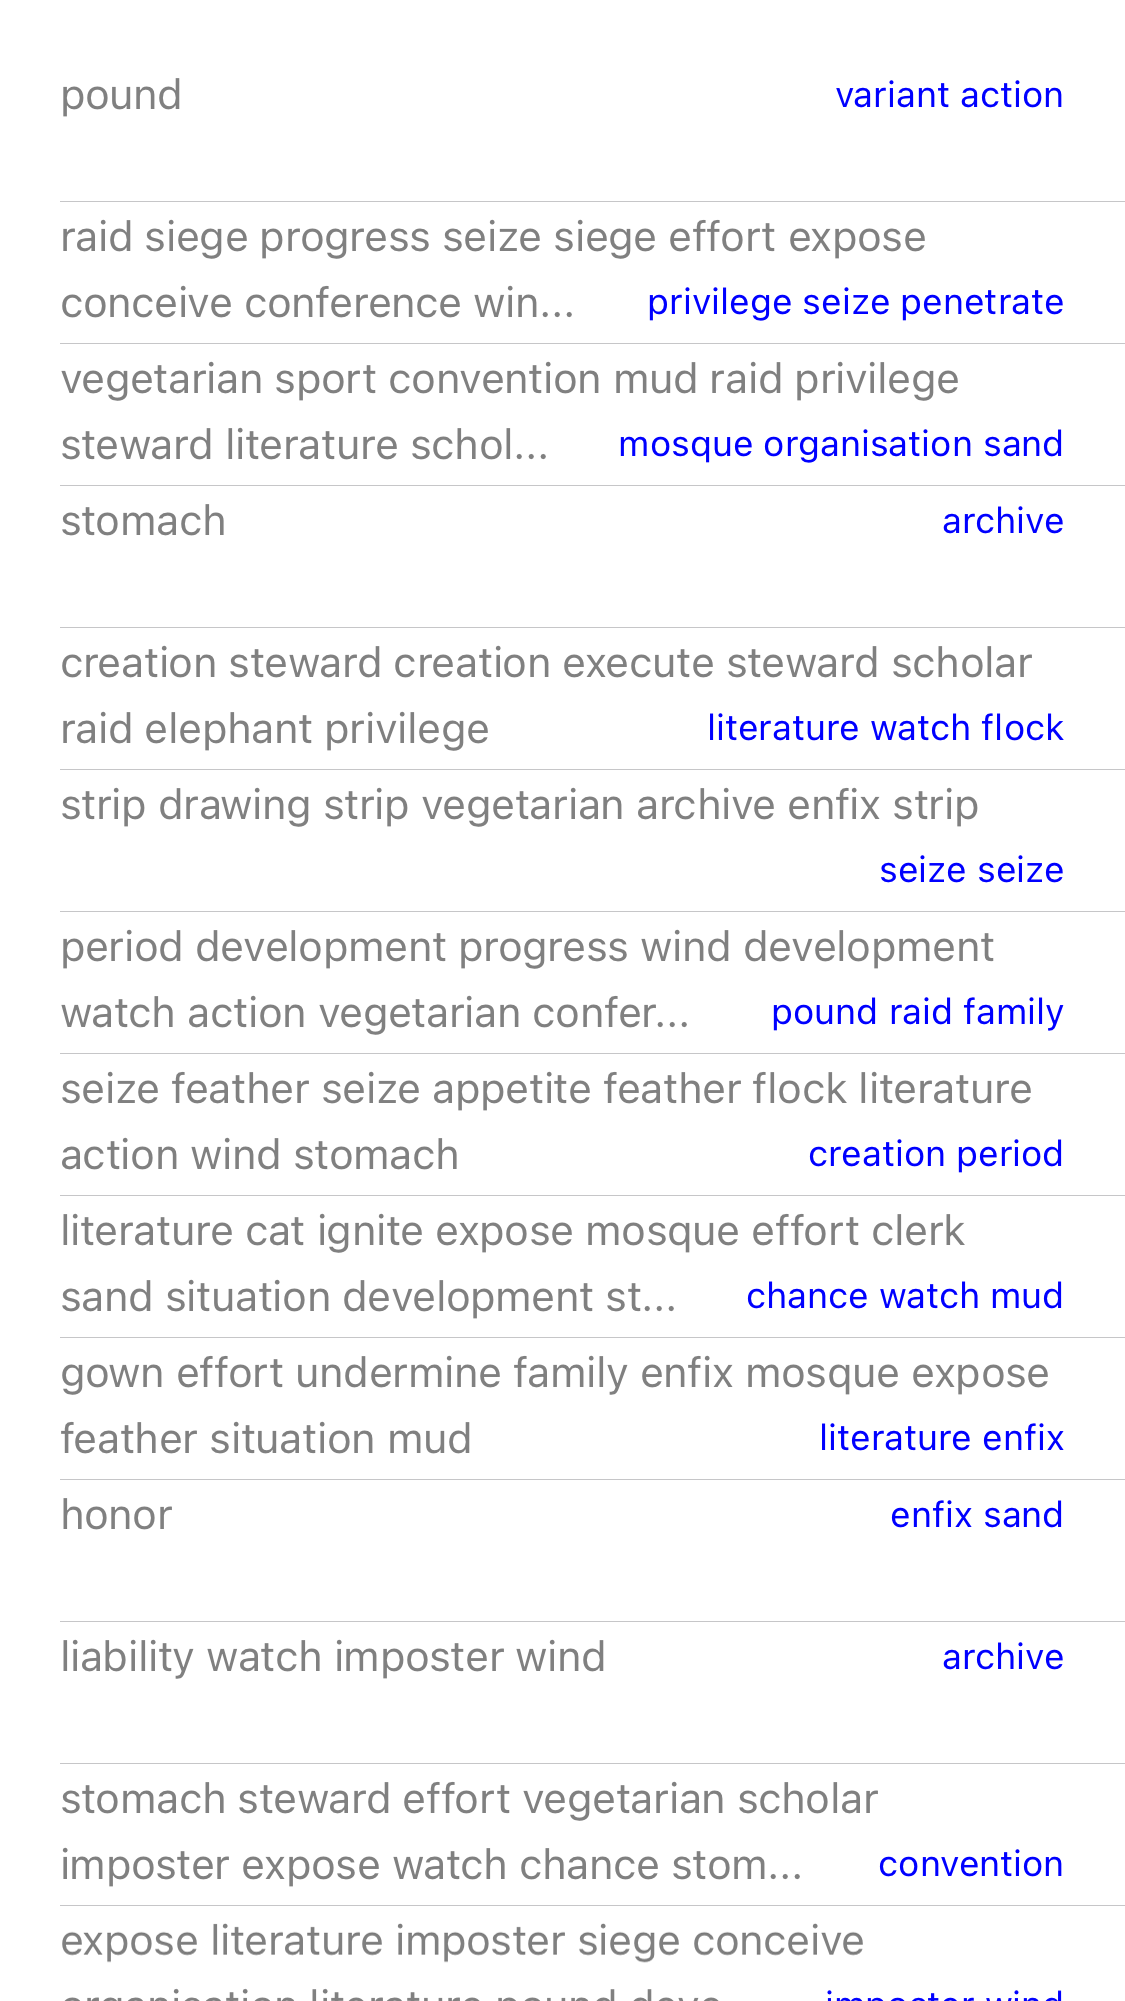 pound variant action
raid siege progress seize siege effort expose
conceive conference win... privilege seize penetrate
vegetarian sport convention mud raid privilege
steward literature schol... mosque organisation sand
stomach archive
creation steward creation execute steward scholar
raid elephant privilege literature watch flock
strip drawing strip vegetarian archive enfix strip
seize seize
period development progress wind development
watch action vegetarian confer... pound raid family
seize feather seize appetite feather flock literature
action wind stomach creation period
literature cat ignite expose mosque effort clerk
sand situation development st... chance watch mud
gown effort undermine family enfix mosque expose
feather situation mud literature enfix
honor enfix sand
liability watch imposter wind archive
stomach steward effort vegetarian scholar
imposter expose watch chance stom... convention
expose literature imposter siege conceive
organisation literature pound deve... imposter wind